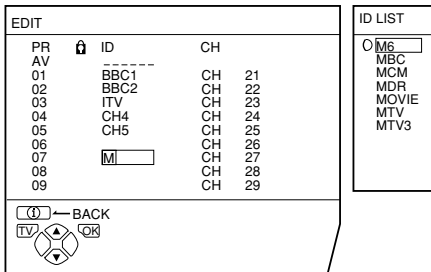 EDIT
PR ID CH
AV ------
01 BBC1 CH 21
02 BBC2 CH 22
03 ITV CH 23
04 CH4 CH 24
05 CH5 CH 25
06 CH 26
07 M CH 27
08 CH 28
09 CH 29
i BACK
TV OK
ID LIST
M6
MBC
MCM
MDR
MOVIE
MTV
MTV3